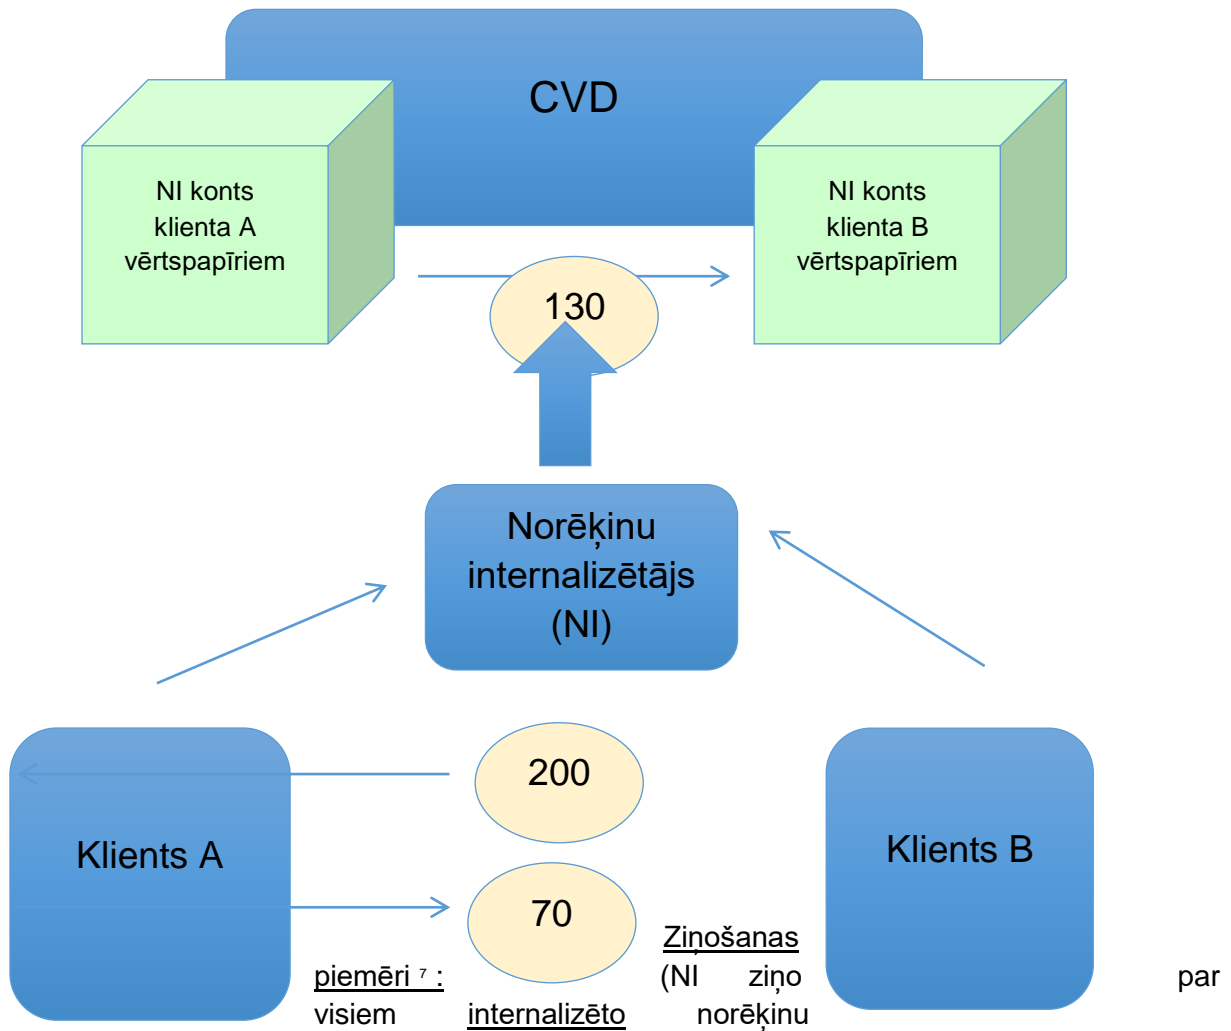 CVD
NI konts
klienta A
vērtspapīriem
NI konts
klienta B
vērtspapīriem
130
Norēķinu
internalizētājs
(NI)
200
Klients A
Klients B
70
Ziņošanas
piemēri ⁷ : (NI ziņo par
visiem internalizēto norēķinu